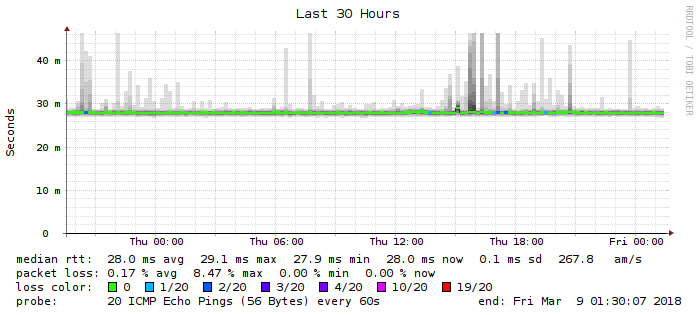 Last 30 Hours
RRDTOOL / TOBI OETIKER
Seconds
40 m
30 m
20 m
10 m
0
Thu 00:00 Thu 06:00 Thu 12:00 Thu 18:00 Fri 00:00
median rtt: 28.0 ms avg 29.1 ms max 27.9 ms min 28.0 ms now 0.1 ms sd 267.8 am/s
packet loss: 0.17 % avg 8.47 % max 0.00 % min 0.00 % now
loss color: 0 1/20 2/20 3/20 4/20 10/20 19/20
probe: 20 ICMP Echo Pings (56 Bytes) every 60s end: Fri Mar 9 01:30:07 2018